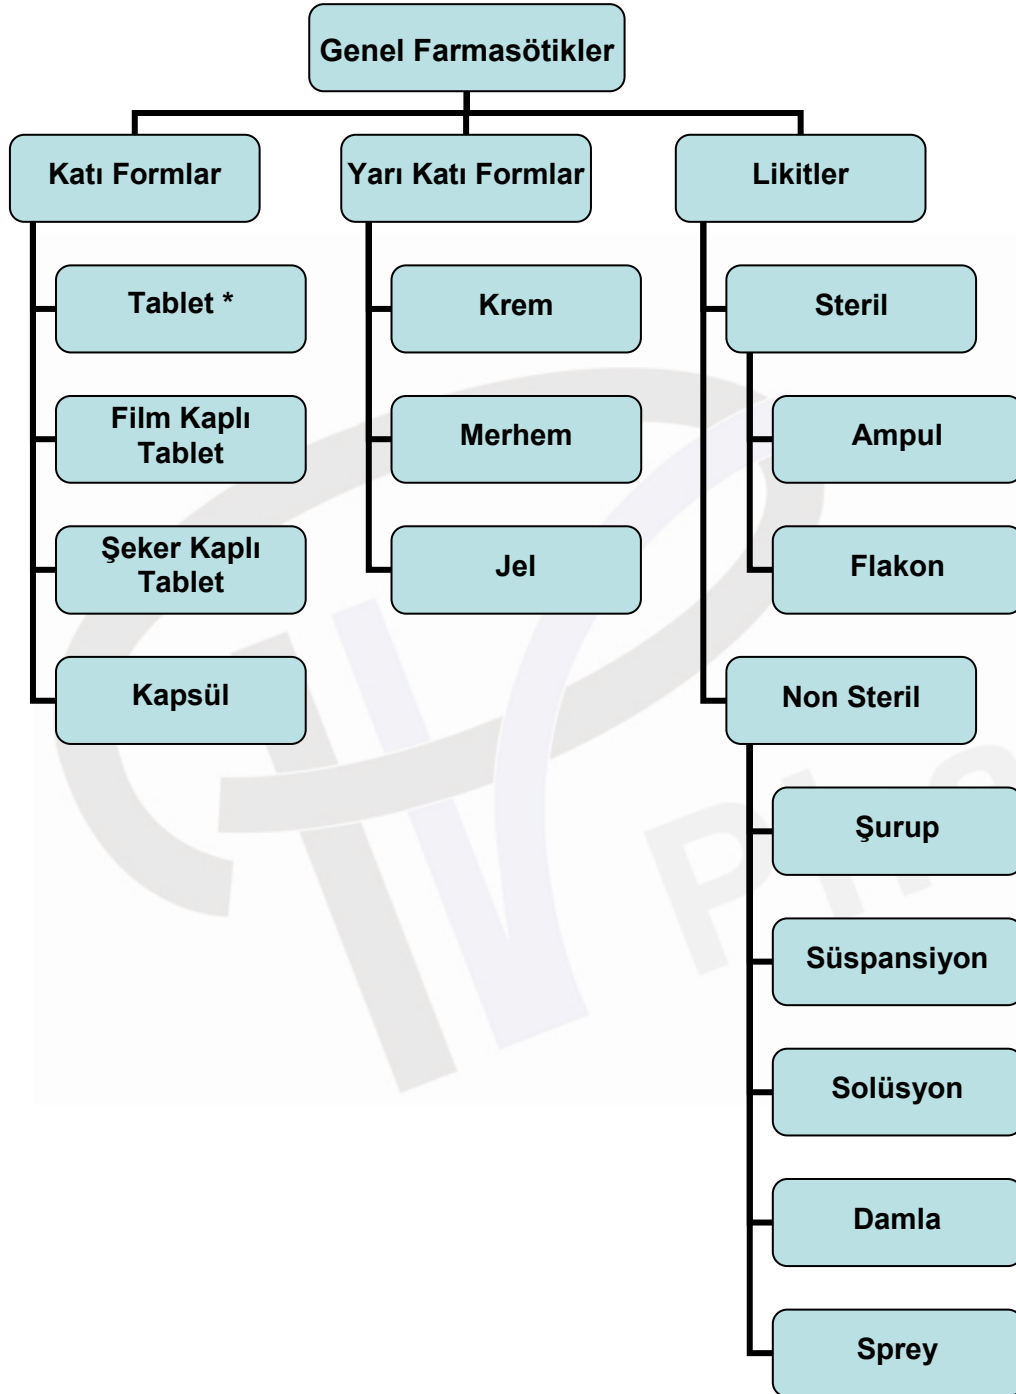 Genel Farmasötikler
Katı Formlar
Yarı Katı Formlar
Likitler
Tablet *
Film Kaplı
Tablet
Şeker Kaplı
Tablet
Kapsül
Krem
Merhem
Jel
Steril
Ampul
Flakon
Non Steril
Şurup
Süspansiyon
Solüsyon
Damla
Sprey